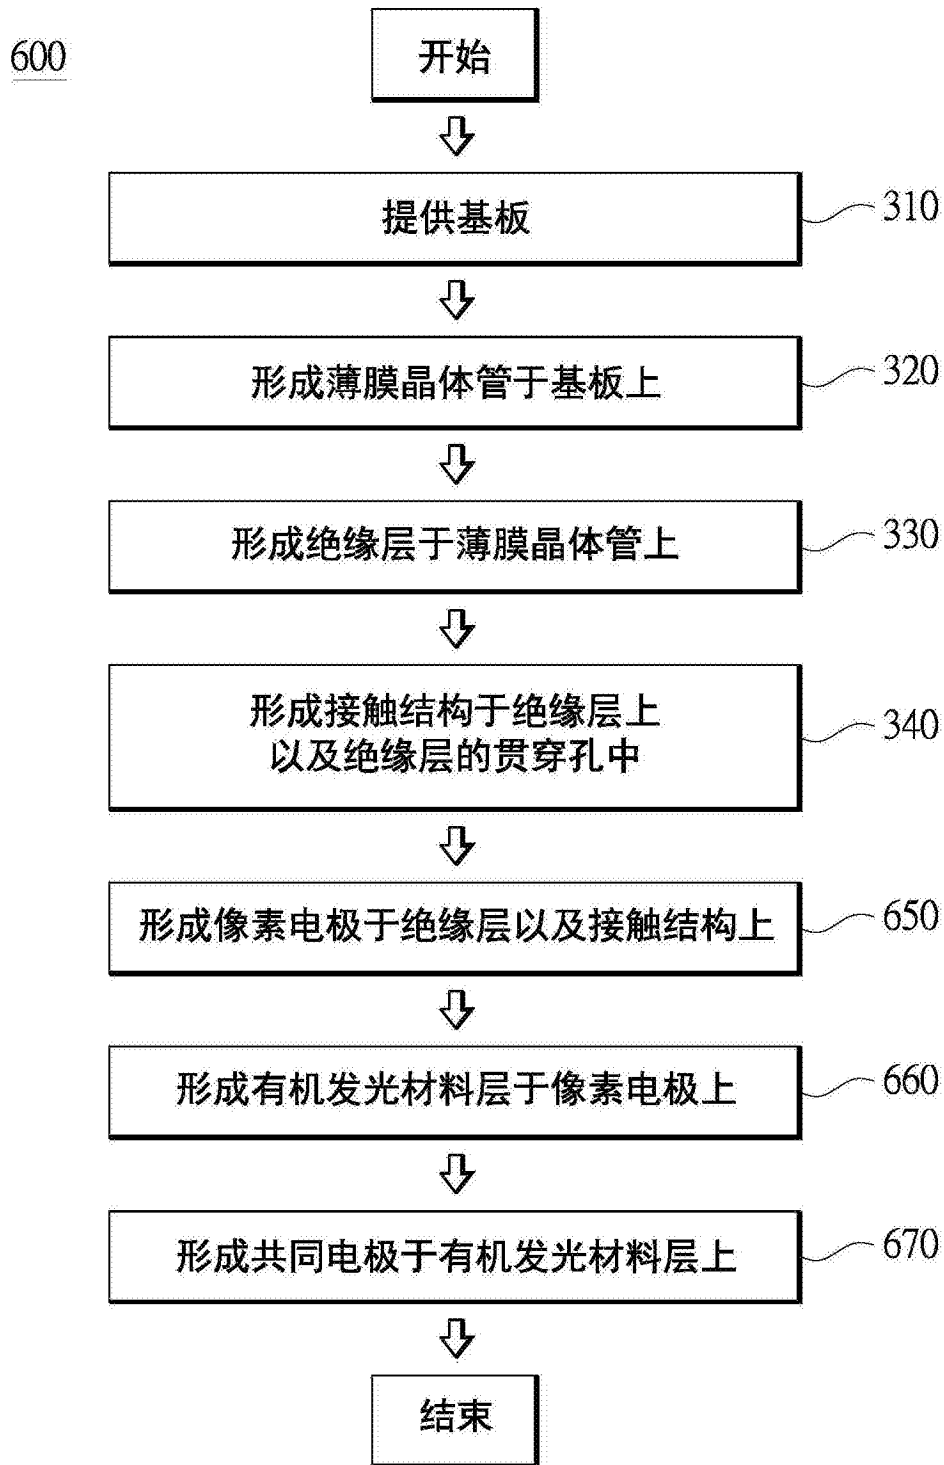 600
开始
提供基板
310
形成薄膜晶体管于基板上
320
形成绝缘层于薄膜晶体管上
330
形成接触结构于绝缘层上
以及绝缘层的贯穿孔中
340
形成像素电极于绝缘层以及接触结构上
650
形成有机发光材料层于像素电极上
660
形成共同电极于有机发光材料层上
670
结束